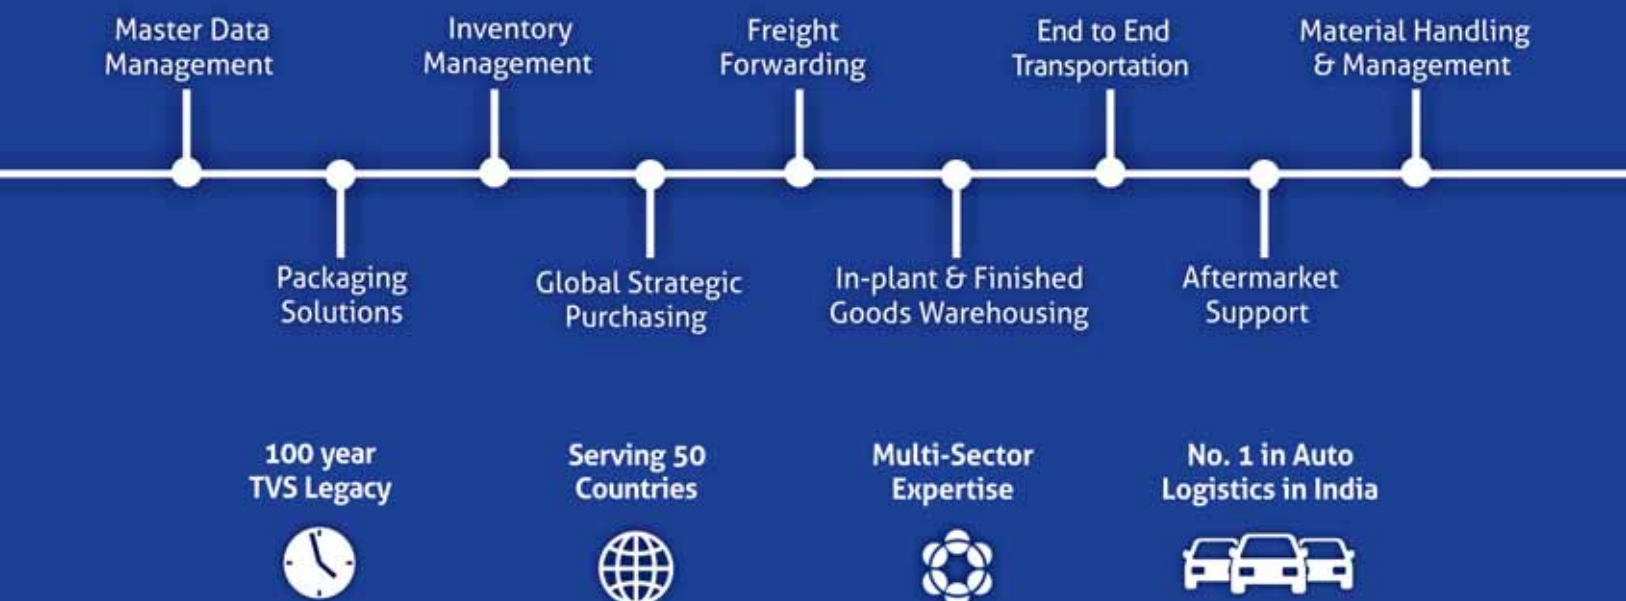 Master Data
Management
Inventory
Management
Freight
Forwarding
End to End
Transportation
Material Handling
& Management
Packaging
Solutions
Global Strategic
Purchasing
In-plant & Finished
Goods Warehousing
Aftermarket
Support
100 year
TVS Legacy
Serving 50
Countries
Multi-Sector
Expertise
No. 1 in Auto
Logistics in India